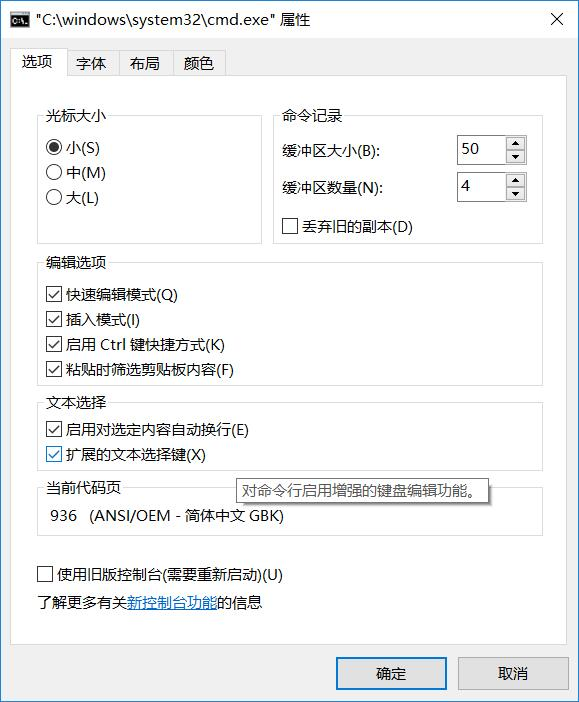 "C:\windows\system32\cmd.exe" 属性
选项 字体 布局 颜色
光标大小
小(S)
中(M)
大(L)
命令记录
缓冲区大小(B): 50
缓冲区数量(N): 4
丢弃旧的副本(D)
编辑选项
快速编辑模式(Q)
插入模式(I)
启用 Ctrl 键快捷方式(K)
粘贴时筛选剪贴板内容(F)
文本选择
启用对选定内容自动换行(E)
扩展的文本选择键(X)
对命令行启用增强的键盘编辑功能。
当前代码页
936 (ANSI/OEM - 简体中文 GBK)
使用旧版控制台(需要重新启动)(U)
了解更多有关新控制台功能的信息
确定 取消